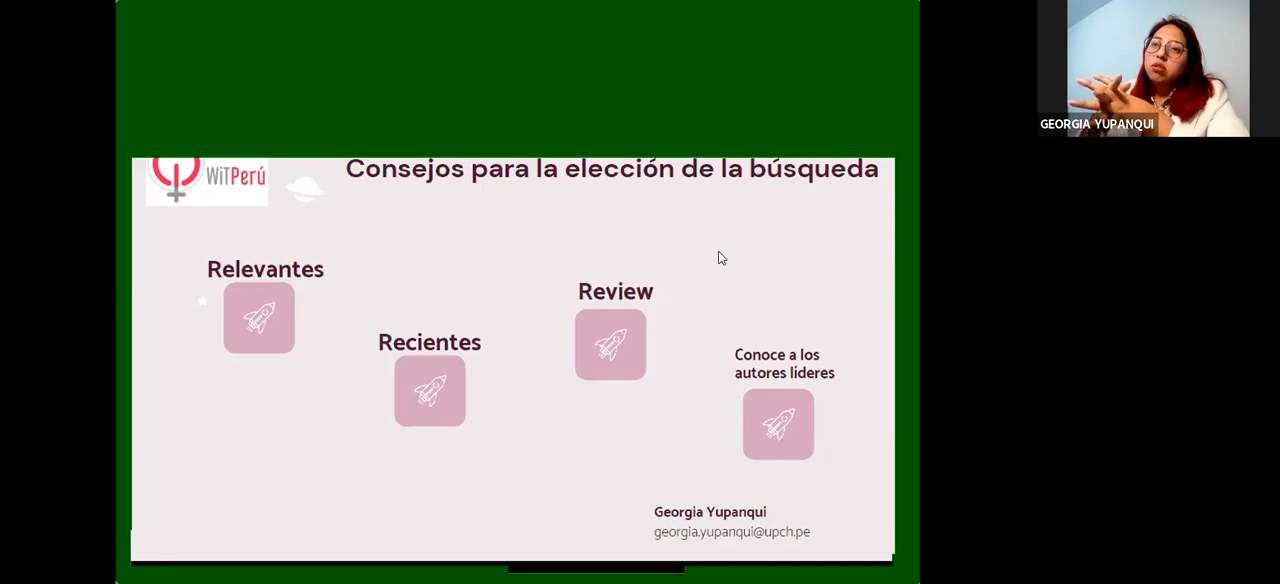 WiTPerú
Consejos para la elección de la búsqueda
Relevantes
Recientes
Review
Conoce a los
autores líderes
Georgia Yupanqui
georgia.yupanqui@upch.pe
GEORGIA YUPANQUI